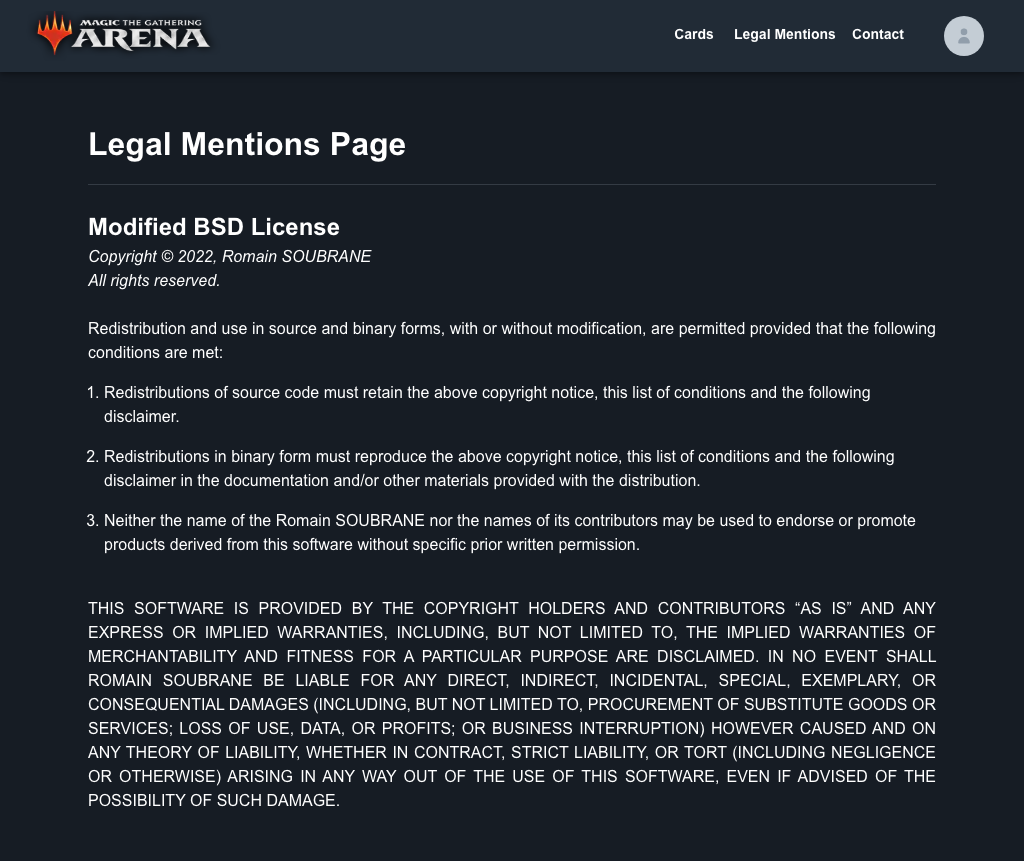 MAGIC THE GATHERING
ARENA
Cards Legal Mentions Contact
Legal Mentions Page
Modified BSD License
Copyright © 2022, Romain SOUBRANE
All rights reserved.
Redistribution and use in source and binary forms, with or without modification, are permitted provided that the following
conditions are met:
1. Redistributions of source code must retain the above copyright notice, this list of conditions and the following
disclaimer.
2. Redistributions in binary form must reproduce the above copyright notice, this list of conditions and the following
disclaimer in the documentation and/or other materials provided with the distribution.
3. Neither the name of the Romain SOUBRANE nor the names of its contributors may be used to endorse or promote
products derived from this software without specific prior written permission.
THIS SOFTWARE IS PROVIDED BY THE COPYRIGHT HOLDERS AND CONTRIBUTORS “AS IS” AND ANY
EXPRESS OR IMPLIED WARRANTIES, INCLUDING, BUT NOT LIMITED TO, THE IMPLIED WARRANTIES OF
MERCHANTABILITY AND FITNESS FOR A PARTICULAR PURPOSE ARE DISCLAIMED. IN NO EVENT SHALL
ROMAIN SOUBRANE BE LIABLE FOR ANY DIRECT, INDIRECT, INCIDENTAL, SPECIAL, EXEMPLARY, OR
CONSEQUENTIAL DAMAGES (INCLUDING, BUT NOT LIMITED TO, PROCUREMENT OF SUBSTITUTE GOODS OR
SERVICES; LOSS OF USE, DATA, OR PROFITS; OR BUSINESS INTERRUPTION) HOWEVER CAUSED AND ON
ANY THEORY OF LIABILITY, WHETHER IN CONTRACT, STRICT LIABILITY, OR TORT (INCLUDING NEGLIGENCE
OR OTHERWISE) ARISING IN ANY WAY OUT OF THE USE OF THIS SOFTWARE, EVEN IF ADVISED OF THE
POSSIBILITY OF SUCH DAMAGE.